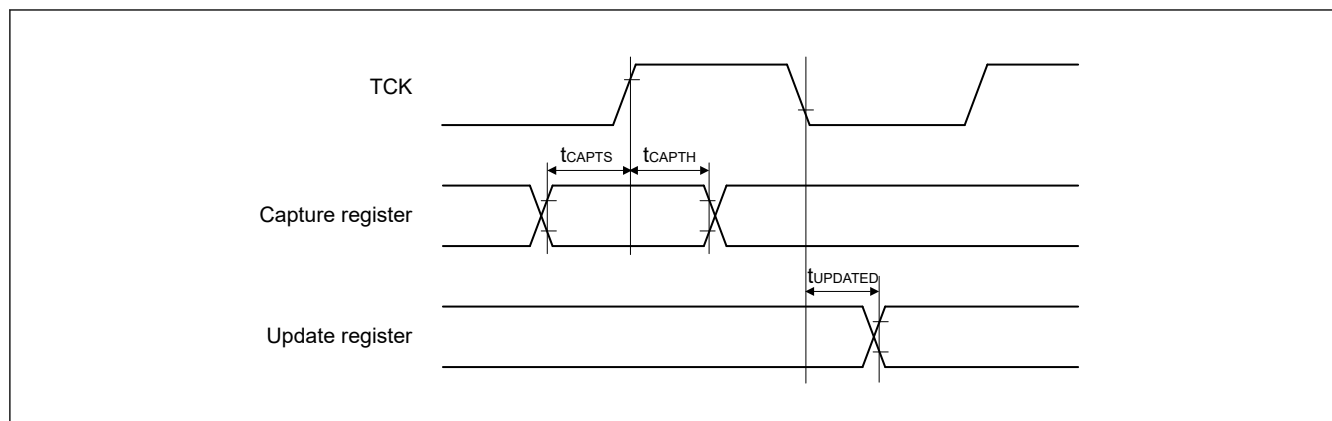 TCK
tCAPTS tCAPTH
Capture register
tUPDATED
Update register